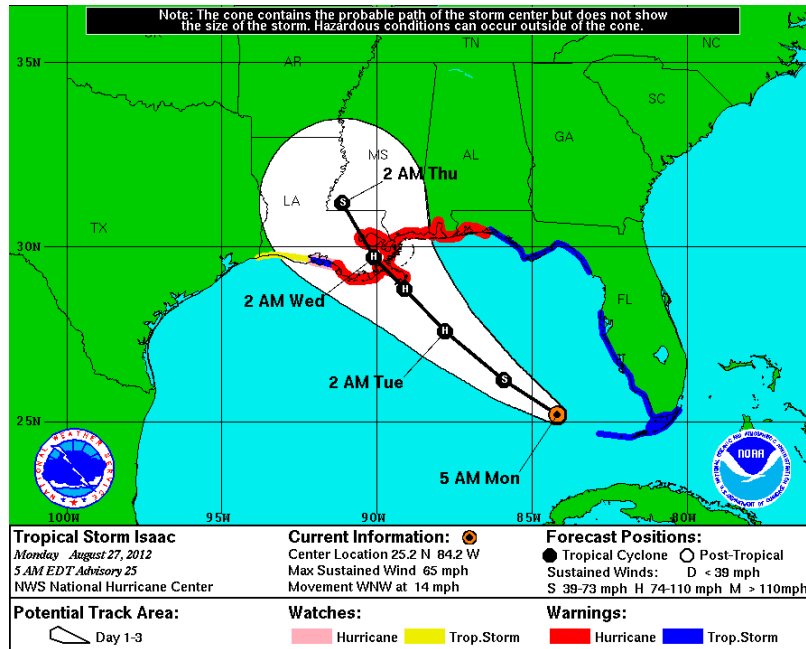 Note: The cone contains the probable path of the storm center but does not show
the size of the storm. Hazardous conditions can occur outside of the cone.
TN
NC
35N
AR
SC
MS
AL
GA
2 AM Thu
LA
S
TX
30N
H
2 AM Wed
H
FL
H
2 AM Tue
S
25N
5 AM Mon
NATIONAL WEATHER SERVICE
NOAA
100W
95W
90W
85W
80W
Tropical Storm Isaac
Monday August 27, 2012
5 AM EDT Advisory 25
NWS National Hurricane Center
Current Information:
Center Location 25.2 N 84.2 W
Max Sustained Wind 65 mph
Movement WNW at 14 mph
Forecast Positions:
Tropical Cyclone Post-Tropical
Sustained Winds: D < 39 mph
S 39-73 mph H 74-110 mph M > 110mph
Potential Track Area:
Day 1-3
Watches:
Hurricane Trop.Storm
Warnings:
Hurricane Trop.Storm